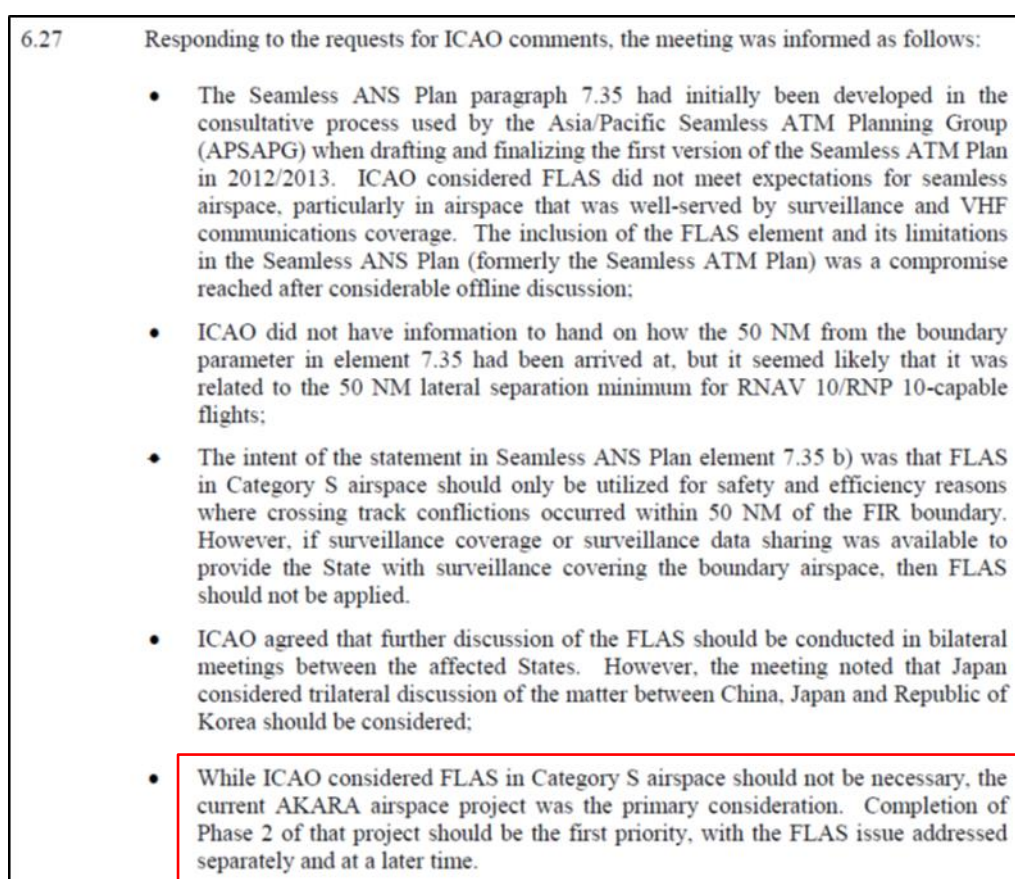 6.27 Responding to the requests for ICAO comments, the meeting was informed as follows:
• The Seamless ANS Plan paragraph 7.35 had initially been developed in the
consultative process used by the Asia/Pacific Seamless ATM Planning Group
(APSAPG) when drafting and finalizing the first version of the Seamless ATM Plan
in 2012/2013. ICAO considered FLAS did not meet expectations for seamless
airspace, particularly in airspace that was well-served by surveillance and VHF
communications coverage. The inclusion of the FLAS element and its limitations
in the Seamless ANS Plan (formerly the Seamless ATM Plan) was a compromise
reached after considerable offline discussion;
• ICAO did not have information to hand on how the 50 NM from the boundary
parameter in element 7.35 had been arrived at, but it seemed likely that it was
related to the 50 NM lateral separation minimum for RNAV 10/RNP 10-capable
flights;
• The intent of the statement in Seamless ANS Plan element 7.35 b) was that FLAS
in Category S airspace should only be utilized for safety and efficiency reasons
where crossing track conflictions occurred within 50 NM of the FIR boundary.
However, if surveillance coverage or surveillance data sharing was available to
provide the State with surveillance covering the boundary airspace, then FLAS
should not be applied.
• ICAO agreed that further discussion of the FLAS should be conducted in bilateral
meetings between the affected States. However, the meeting noted that Japan
considered trilateral discussion of the matter between China, Japan and Republic of
Korea should be considered;
• While ICAO considered FLAS in Category S airspace should not be necessary, the
current AKARA airspace project was the primary consideration. Completion of
Phase 2 of that project should be the first priority, with the FLAS issue addressed
separately and at a later time.